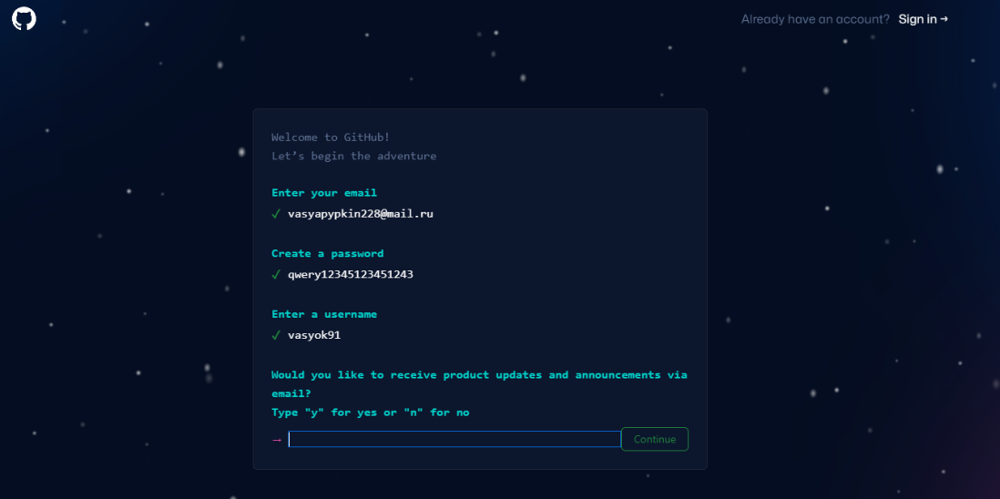 Already have an account? Sign in →
Welcome to GitHub!
Let’s begin the adventure
Enter your email
✓ vasyapypkin228@mail.ru
Create a password
✓ qwery12345123451243
Enter a username
✓ vasyok91
Would you like to receive product updates and announcements via
email?
Type "y" for yes or "n" for no
→ Continue